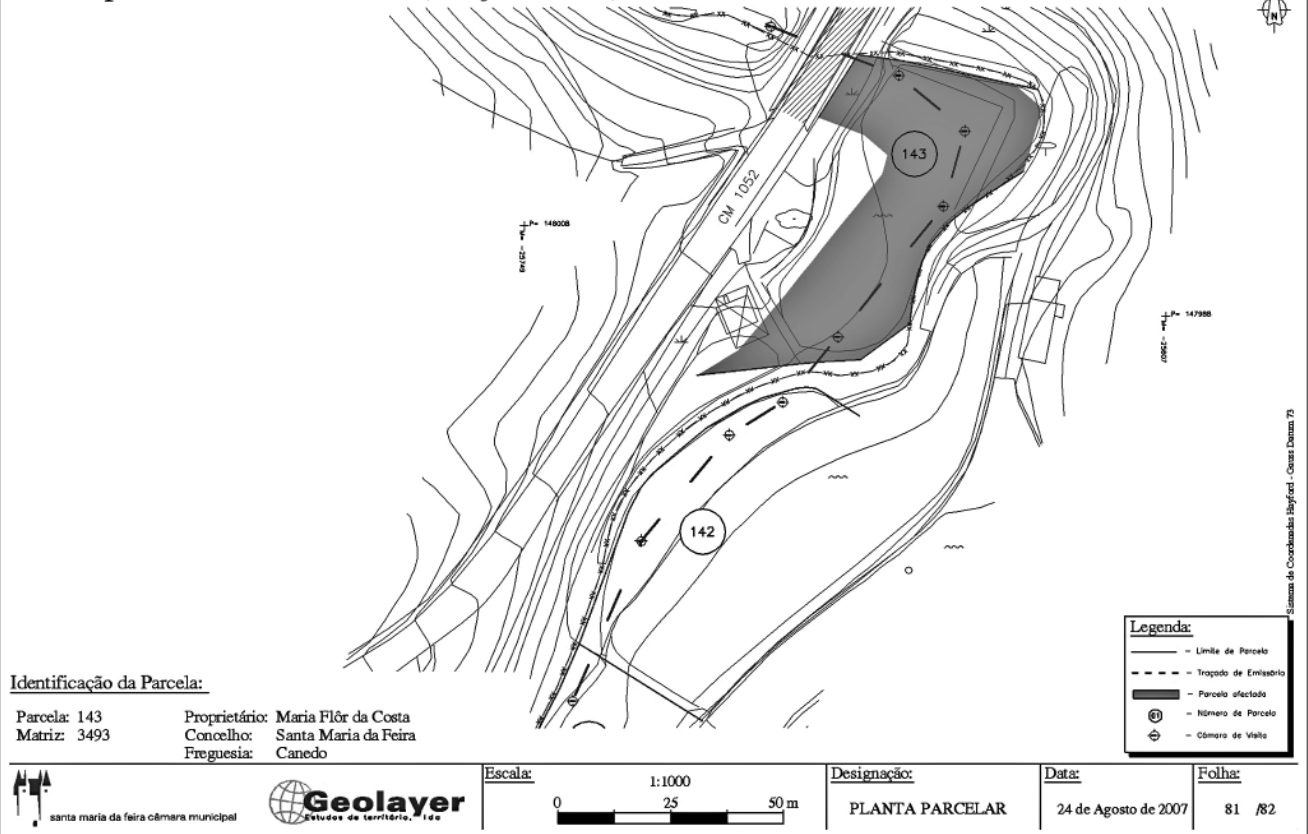 N
143
CM 1052
P= 148008
P= 147988
142
Sistema de Coordenadas Hayford - Gauss Datum 73
Legenda:
- Limite de Parcela
- Traçado de Emissário
- Parcela afectada
- Número de Parcela
- Câmara de Visita
Identificação da Parcela:
Parcela: 143
Matriz: 3493
Proprietário: Maria Flôr da Costa
Concelho: Santa Maria da Feira
Freguesia: Canedo
santa maria da feira câmara municipal
Geolayer
Estudos de território, lda
Escala:
1:1000
0 25 50 m
Designação:
PLANTA PARCELAR
Data:
24 de Agosto de 2007
Folha:
81 /82